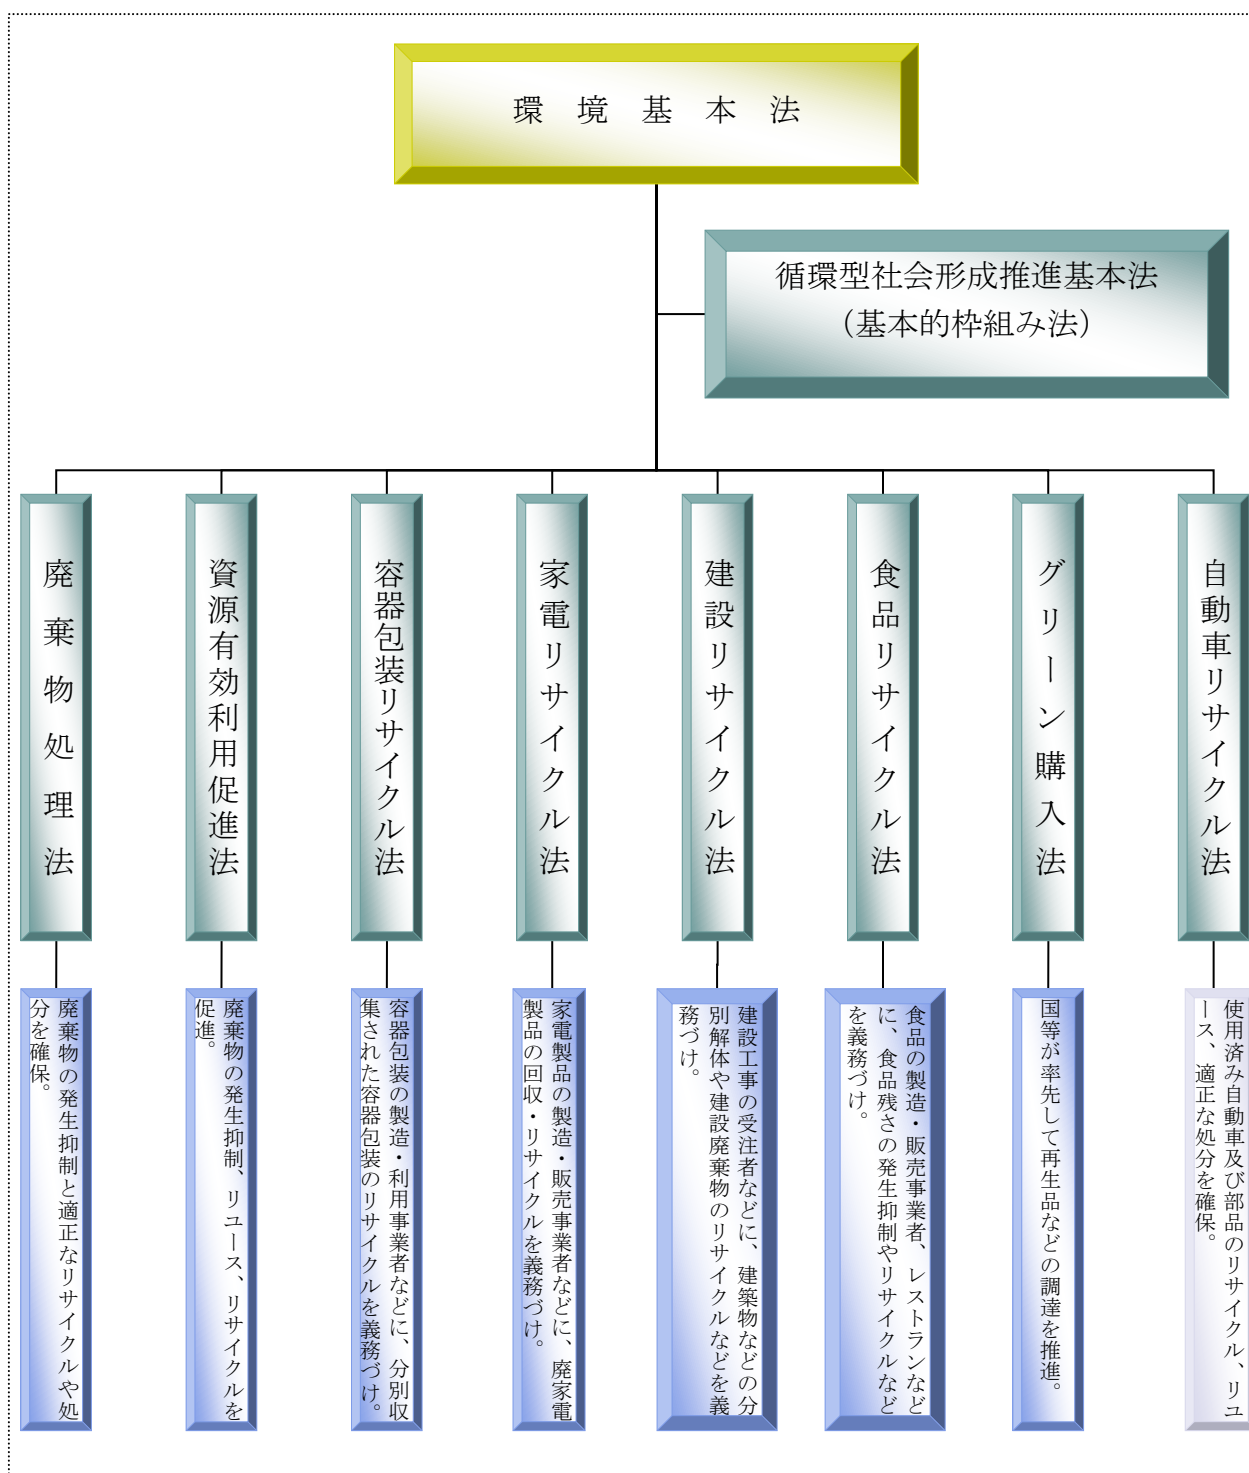 環境基本法
循環型社会形成推進基本法
（基本的枠組み法）
廃棄物処理法
資源有効利用促進法
容器包装リサイクル法
家電リサイクル法
建設リサイクル法
食品リサイクル法
グリーン購入法
自動車リサイクル法
廃棄物の発生抑制と適正なリサイクルや処
分を確保。
廃棄物の発生抑制、リユース、リサイクルを
促進。
容器包装の製造・利用事業者などに、分別収
集された容器包装のリサイクルを義務づけ。
家電製品の製造・販売事業者などに、廃家電
製品の回収・リサイクルを義務づけ。
建設工事の受注者などに、建築物などの分
別解体や建設廃棄物のリサイクルなどを義
務づけ。
食品の製造・販売事業者、レストランなど
に、食品残さの発生抑制やリサイクルなど
を義務づけ。
国等が率先して再生品などの調達を推進。
使用済み自動車及び部品のリサイクル、リユ
ース、適正な処分を確保。